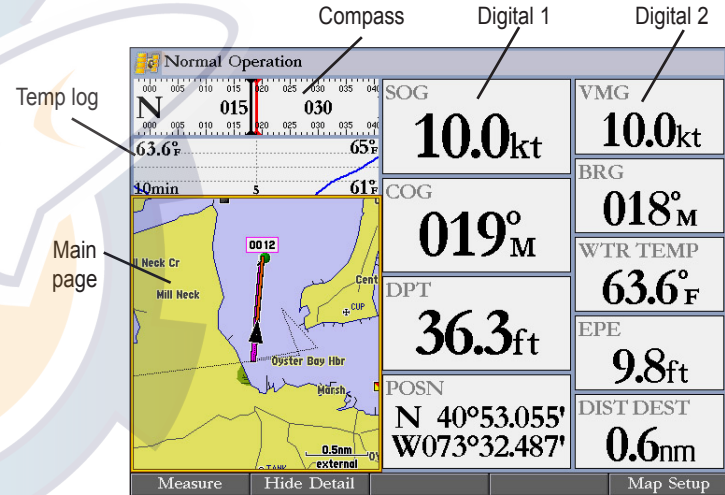 Compass
Digital 1
Digital 2
Temp log
Main
page
Normal Operation
000 005 010 015 020 025 030 035 040
N 015 030
000 005 010 015 020 025 030 035 040
63.6°F 65°F
10min 5 61°F
0012
l Neck Cr
Mill Neck
Cent
CUP
Oyster Bay Hbr
Marsh
0.5nm
external
TANK
SOG
10.0kt
COG
019°M
DPT
36.3ft
POSN
N 40°53.055'
W073°32.487'
VMG
10.0kt
BRG
018°M
WTR TEMP
63.6°F
EPE
9.8ft
DIST DEST
0.6nm
Measure
Hide Detail
Map Setup